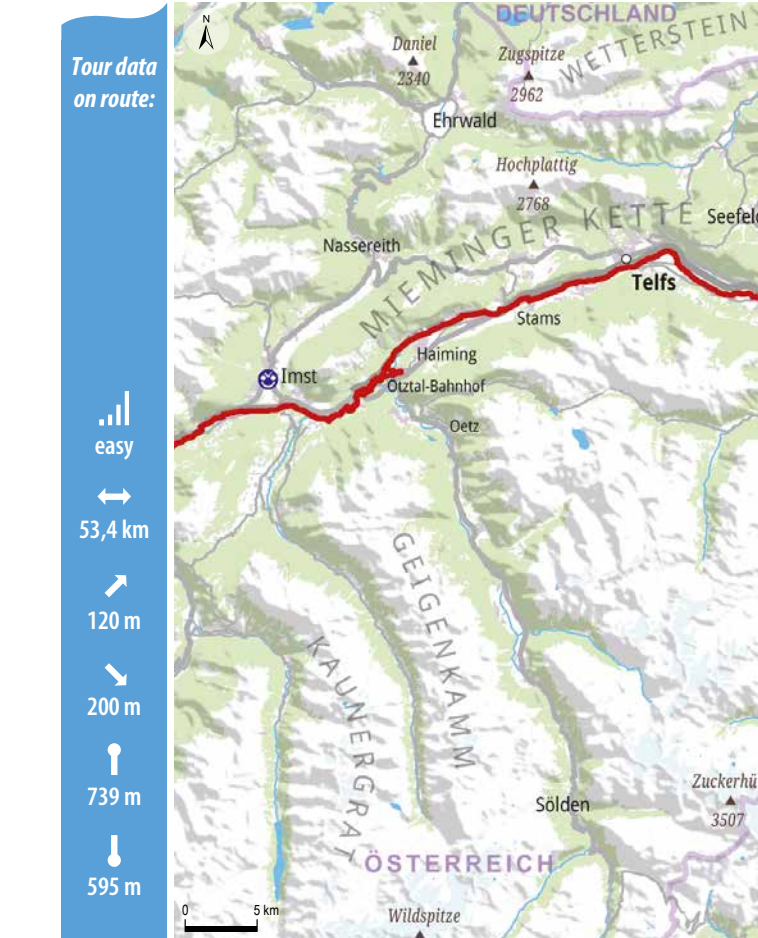 Tour data
on route:
easy
53,4 km
120 m
200 m
739 m
595 m
N
DEUTSCHLAND
WETTERSTEIN
Daniel
2340
Zugspitze
2962
Ehrwald
Hochplattig
2768
Seefel
Nassereith
MIEMINGER KETTE
Telfs
Stams
Haiming
Imst
Ötztal-Bahnhof
Oetz
GEIGENKAMM
KAUNERGRAT
Zuckerhü
3507
Sölden
ÖSTERREICH
Wildspitze
0 5 km